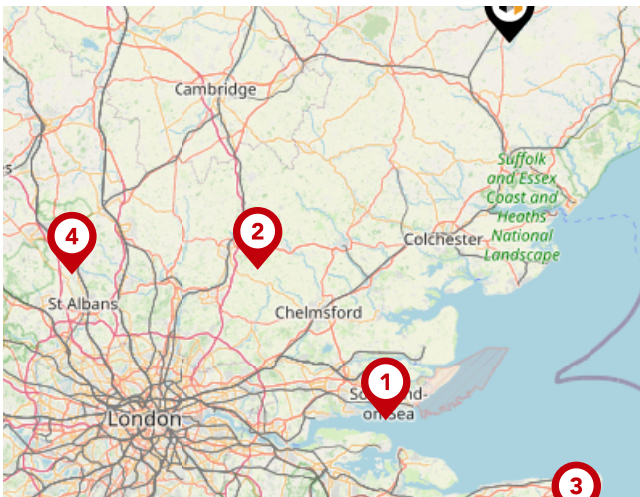 Cambridge
s
Suffolk
and Essex
Coast and
Heaths
National
Landscape
4
2
Colchester
St Albans
Chelmsford
1
on Sea
London
3